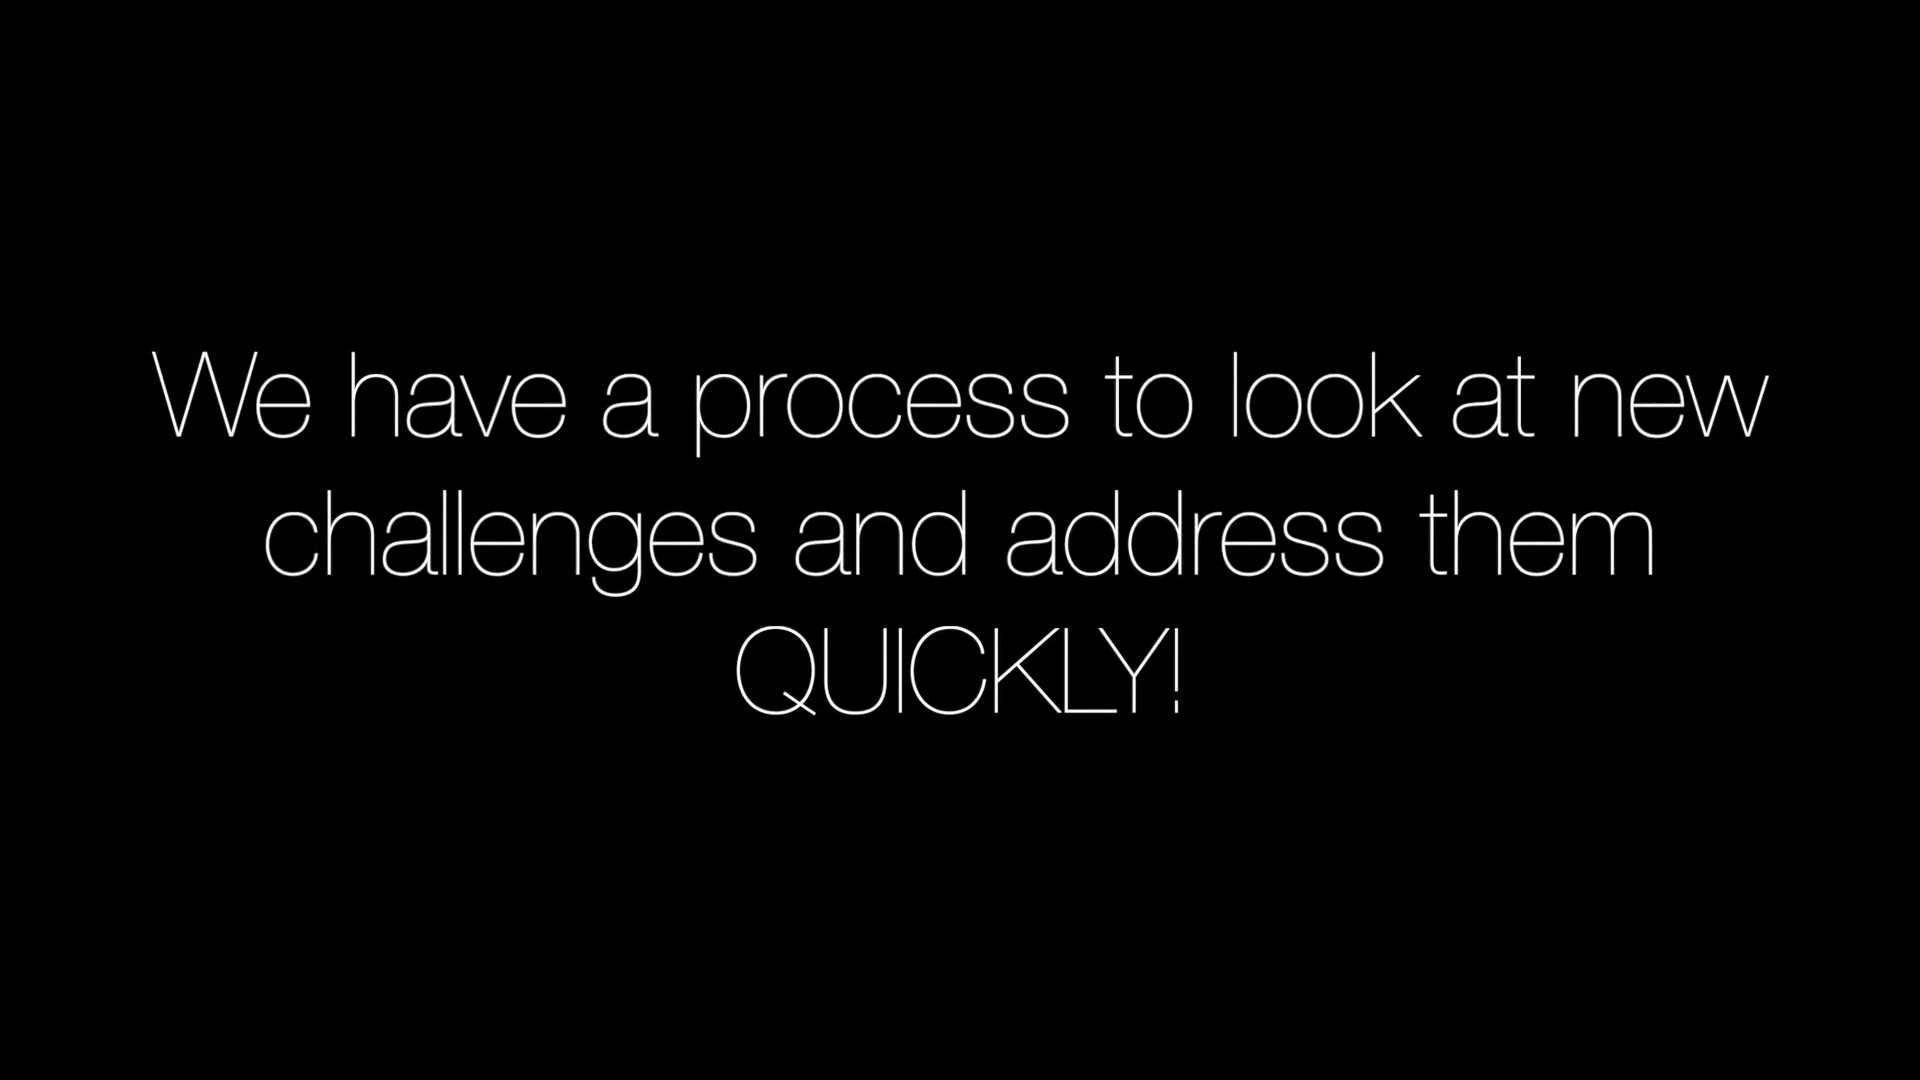 We have a process to look at new
challenges and address them
QUICKLY!